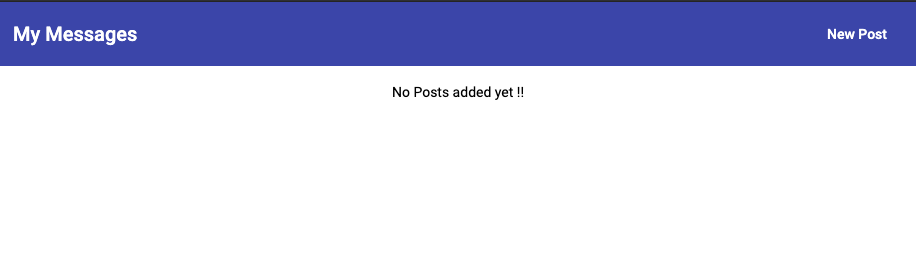 My Messages New Post
No Posts added yet !!